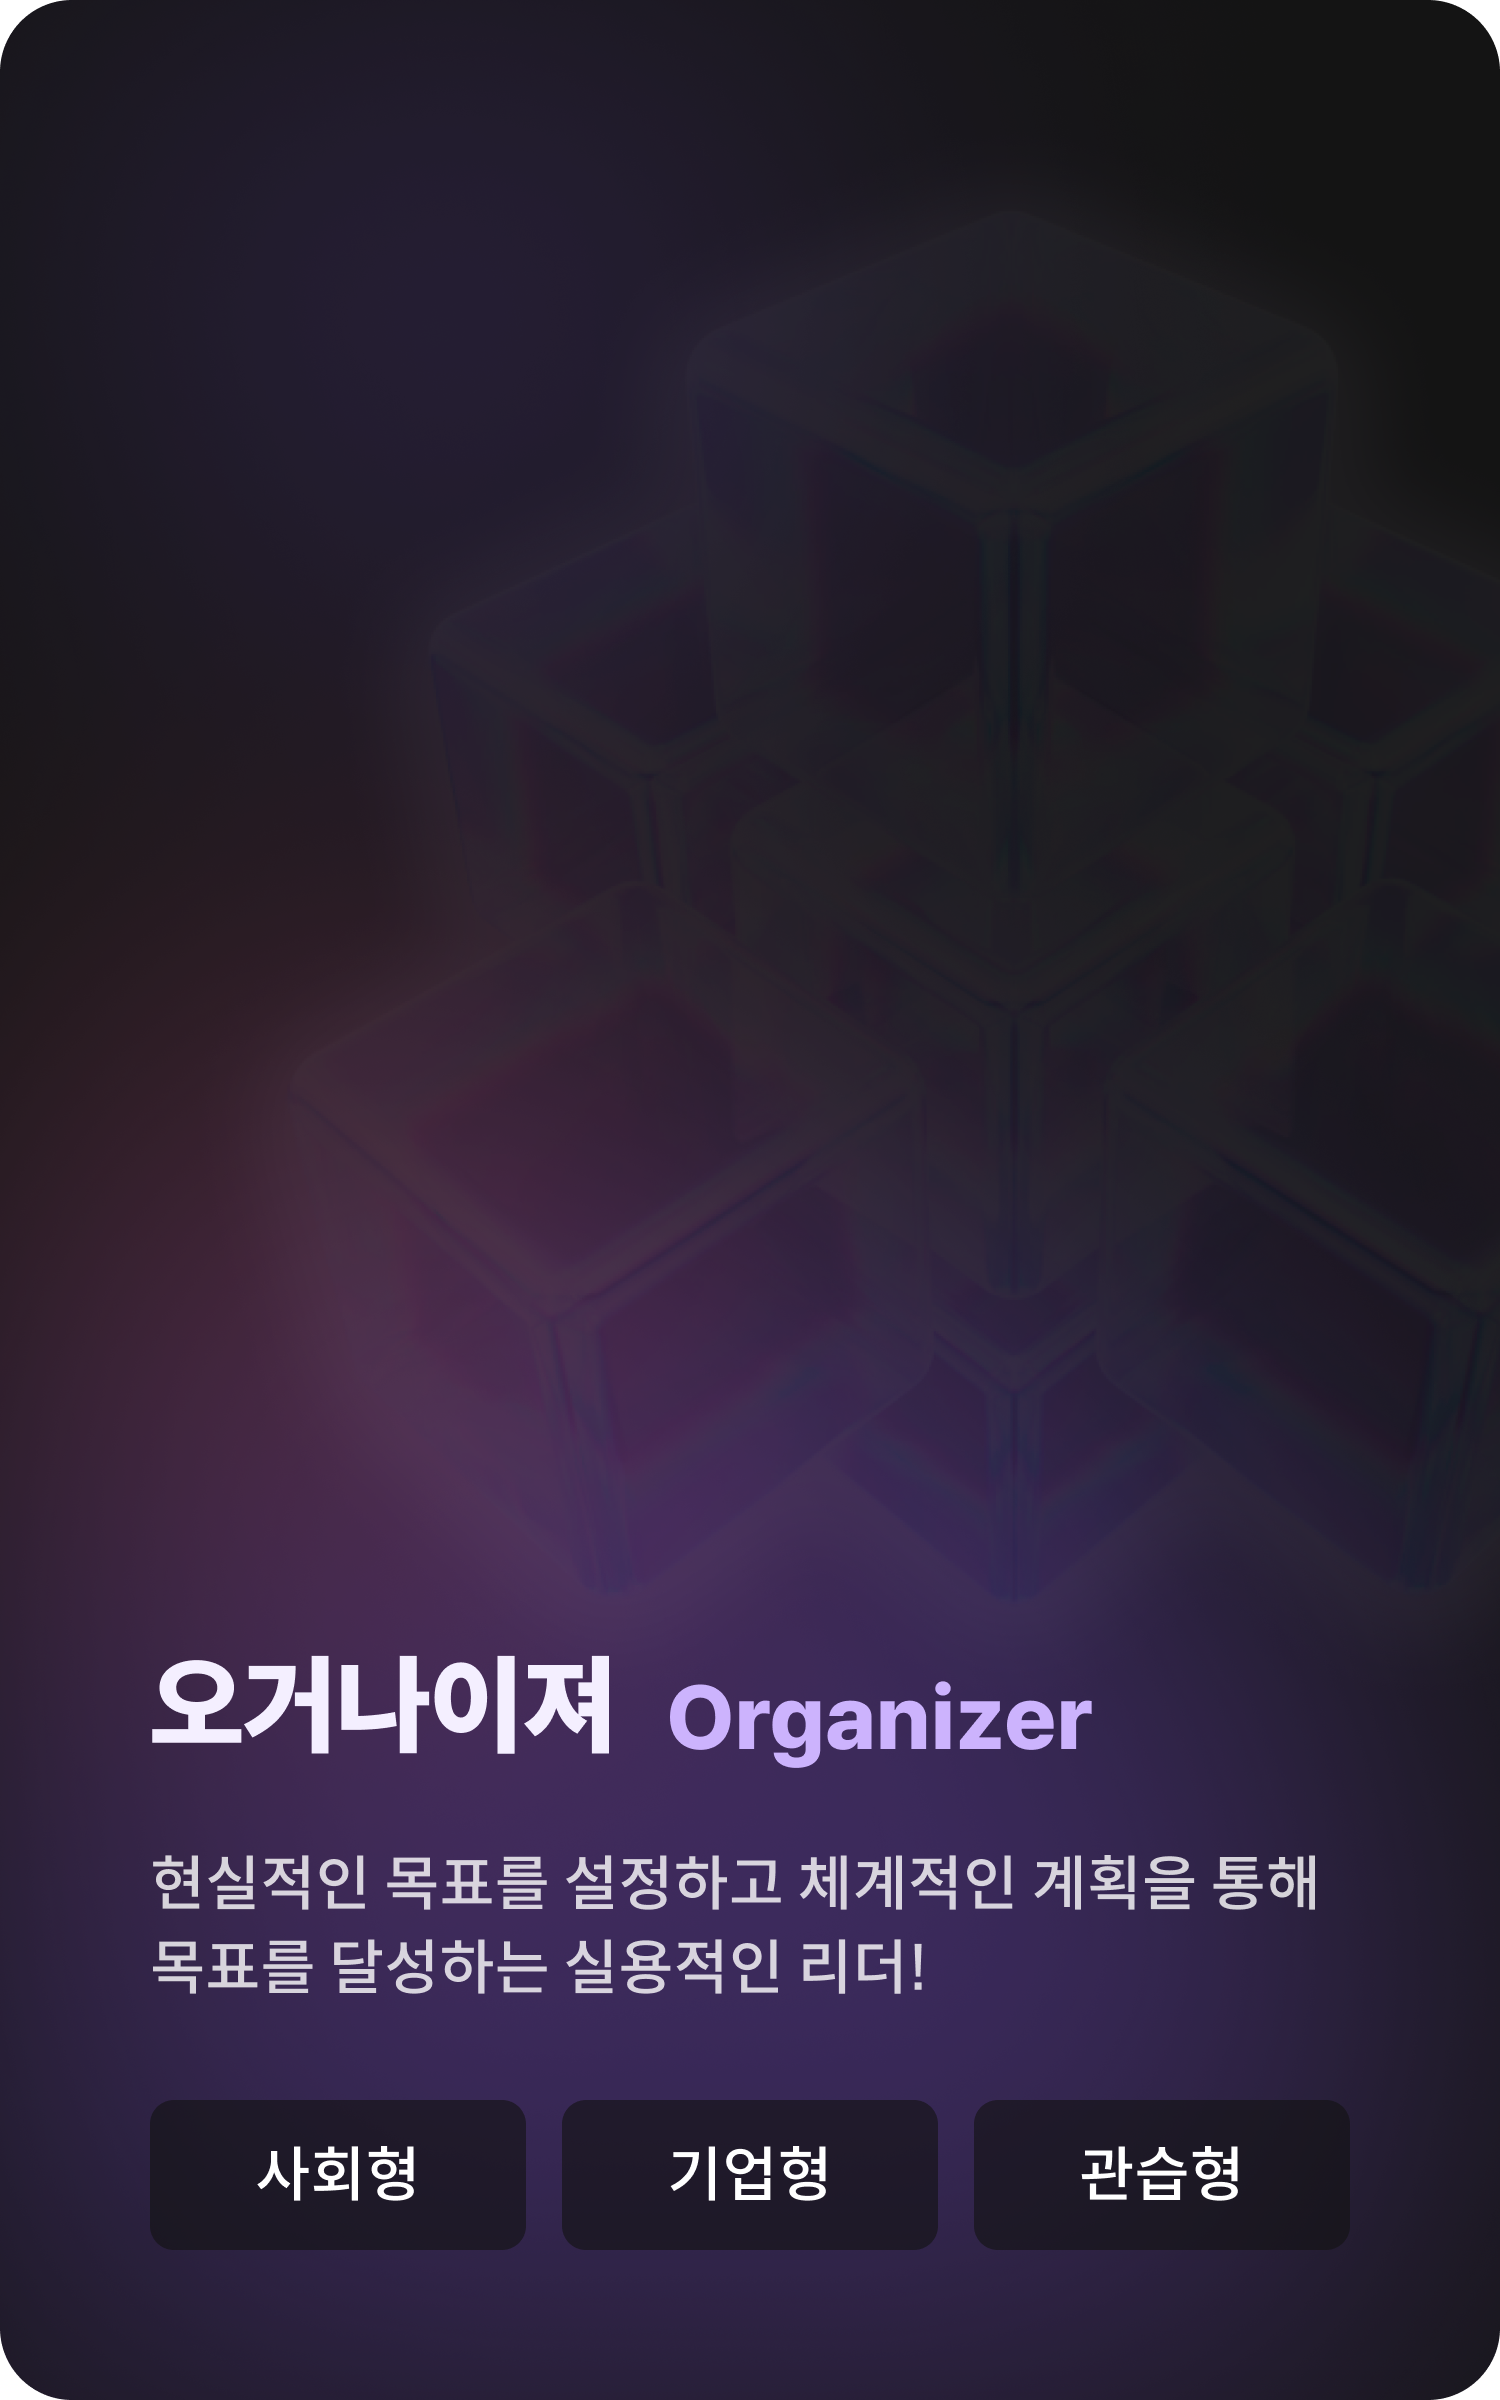 오거나이져 Organizer
현실적인 목표를 설정하고 체계적인 계획을 통해
목표를 달성하는 실용적인 리더!
사회형 기업형 관습형